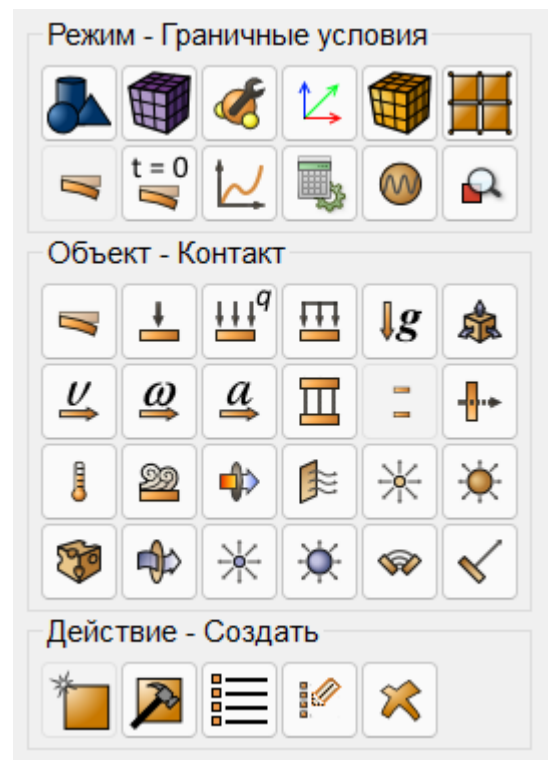 Режим - Граничные условия
t = 0
Объект - Контакт
q
g
υ ω a
Действие - Создать